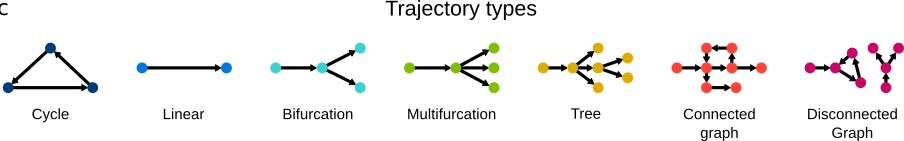 c
Trajectory types
Cycle
Linear
Bifurcation
Multifurcation
Tree
Connected
graph
Disconnected
Graph